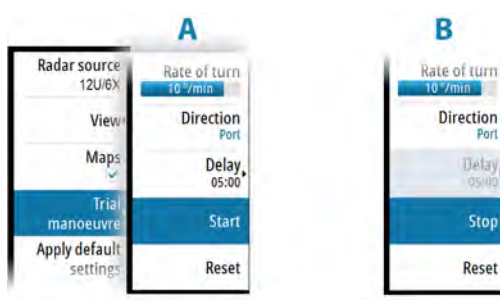 A
B
Radar source
12U/6X
View
Maps
Trial
manoeuvre
Apply default
settings
Rate of turn
10 °/min
Direction
Port
Delay
05:00
Start
Reset
Rate of turn
10 °/min
Direction
Port
Delay
05:00
Stop
Reset